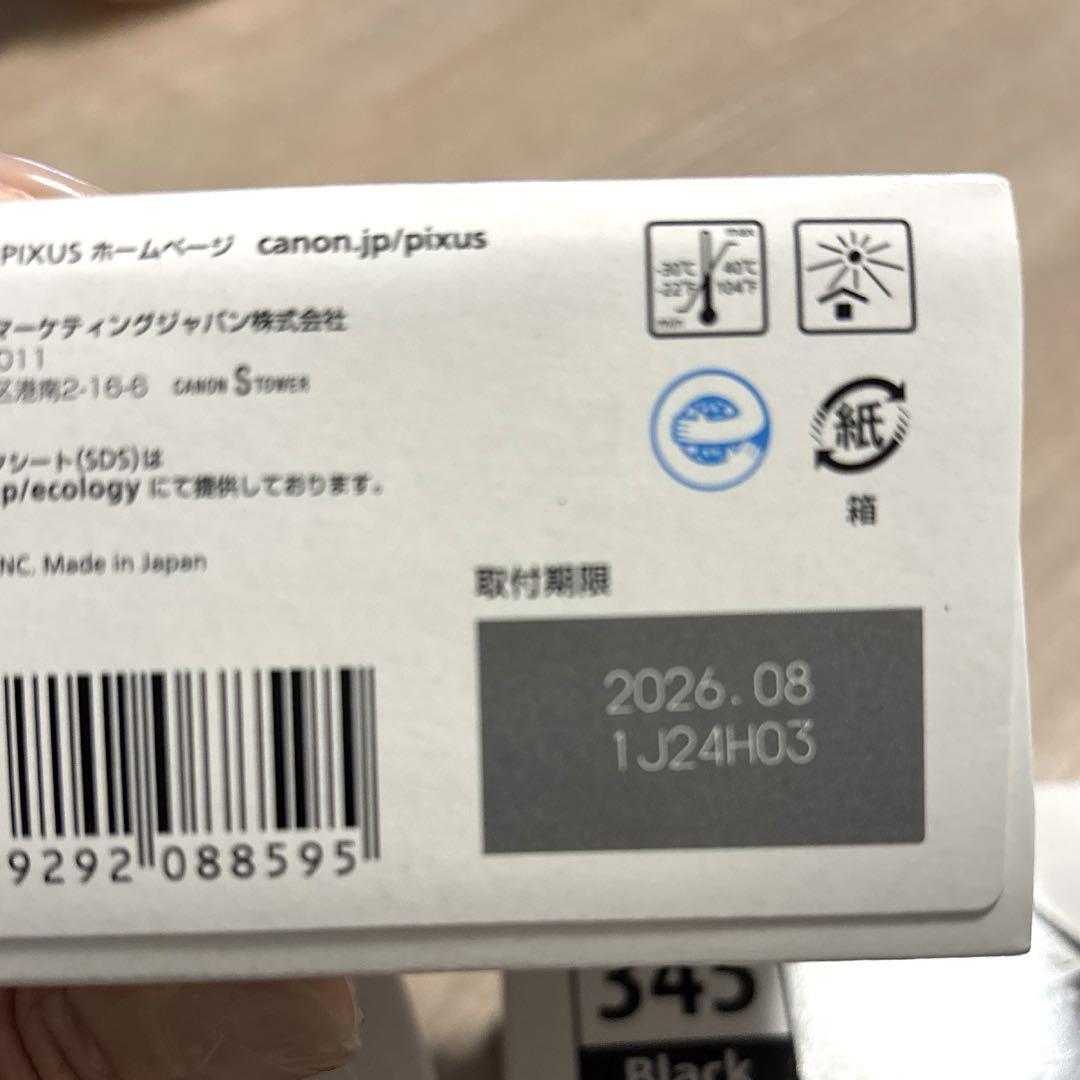 PIXUS ホームページ canon.jp/pixus
マーケティングジャパン株式会社
011
区港南2-16-6 CANON S TOWER
シート(SDS)は
p/ecology にて提供しております。
NC. Made in Japan
max
-30℃ 40℃
-22℉ 104℉
min
紙
箱
取付期限
2026.08
1J24H03
9292 088595
345
Black